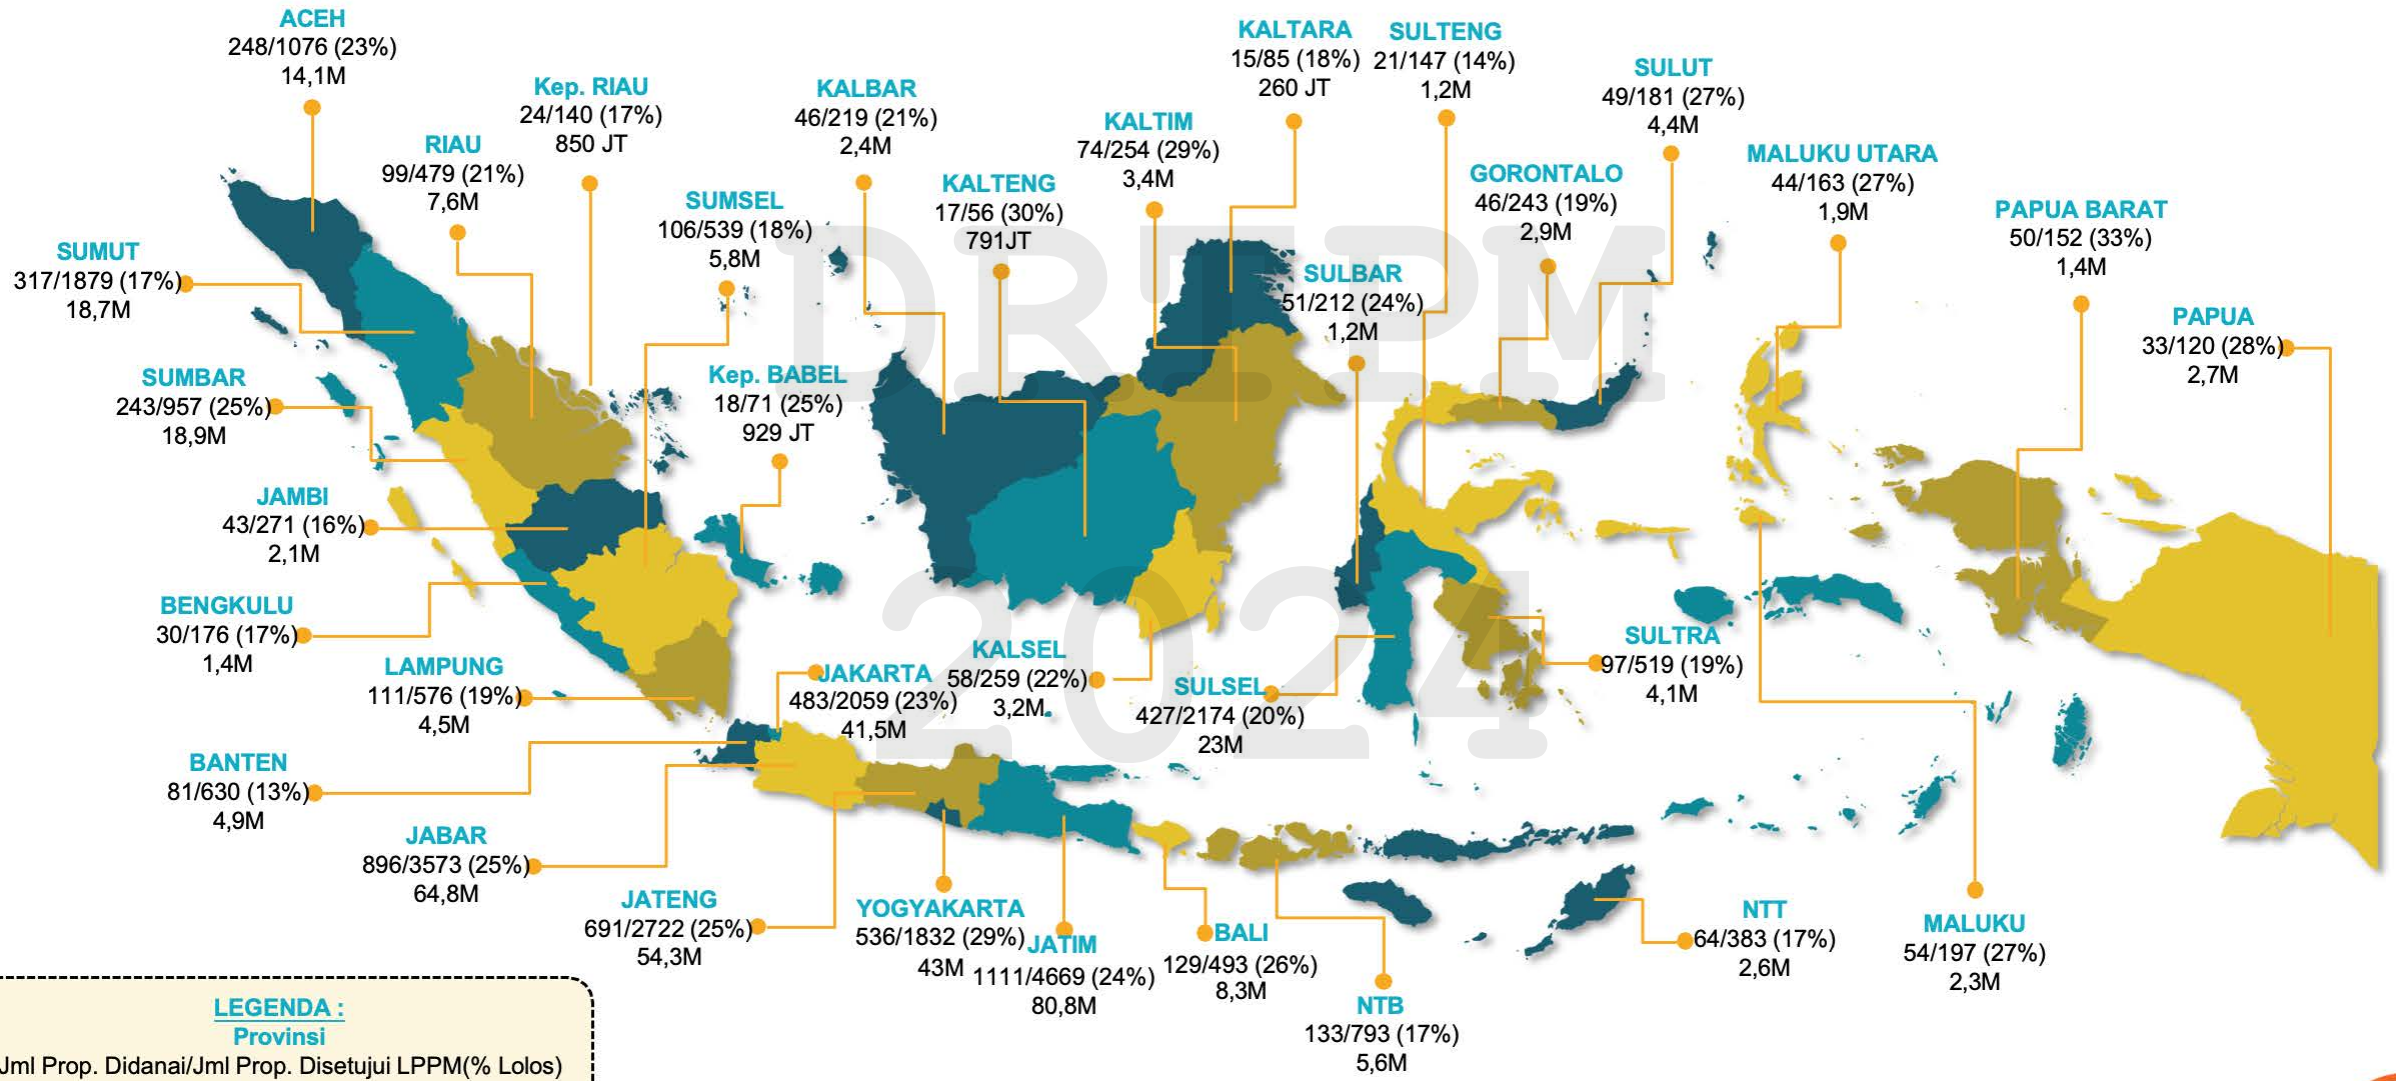 ACEH
248/1076 (23%)
14,1M
Kep. RIAU
24/140 (17%)
850 JT
RIAU
99/479 (21%)
7,6M
SUMUT
317/1879 (17%)
18,7M
SUMSEL
106/539 (18%)
5,8M
SUMBAR
243/957 (25%)
18,9M
Kep. BABEL
18/71 (25%)
929 JT
JAMBI
43/271 (16%)
2,1M
BENGKULU
30/176 (17%)
1,4M
LAMPUNG
111/576 (19%)
4,5M
KALBAR
46/219 (21%)
2,4M
KALTENG
17/56 (30%)
791JT
KALTIM
74/254 (29%)
3,4M
KALTARA
15/85 (18%)
260 JT
SULTENG
21/147 (14%)
1,2M
SULUT
49/181 (27%)
4,4M
GORONTALO
46/243 (19%)
2,9M
SULBAR
51/212 (24%)
1,2M
MALUKU UTARA
44/163 (27%)
1,9M
PAPUA BARAT
50/152 (33%)
1,4M
PAPUA
33/120 (28%)
2,7M
DRTPM
2024
JAKARTA
483/2059 (23%)
41,5M
KALSEL
58/259 (22%)
3,2M
SULSEL
427/2174 (20%)
23M
SULTRA
97/519 (19%)
4,1M
BANTEN
81/630 (13%)
4,9M
JABAR
896/3573 (25%)
64,8M
JATENG
691/2722 (25%)
54,3M
YOGYAKARTA
536/1832 (29%)
43M
JATIM
1111/4669 (24%)
80,8M
BALI
129/493 (26%)
8,3M
NTB
133/793 (17%)
5,6M
NTT
64/383 (17%)
2,6M
MALUKU
54/197 (27%)
2,3M
LEGENDA :
Provinsi
Jml Prop. Didanai/Jml Prop. Disetujui LPPM(% Lolos)